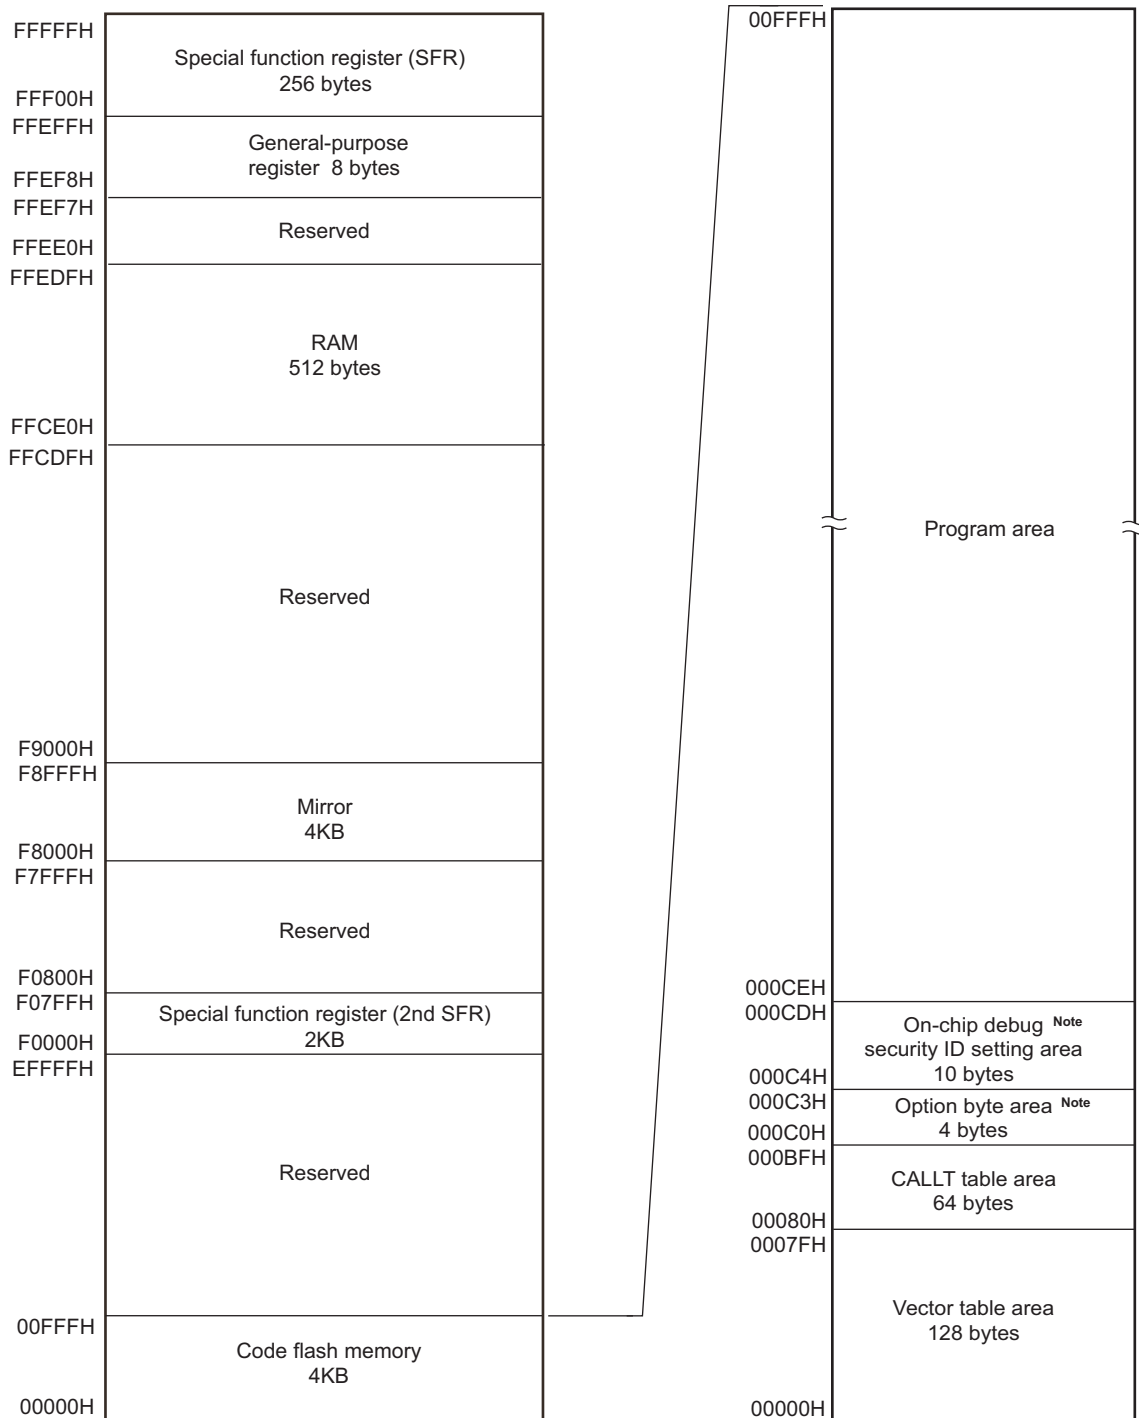 FFFFFH
Special function register (SFR)
256 bytes
FFF00H
FFEFFH
General-purpose
register 8 bytes
FFEF8H
FFEF7H
Reserved
FFEE0H
FFEDFH
RAM
512 bytes
FFCE0H
FFCDFH
Reserved
F9000H
F8FFFH
Mirror
4KB
F8000H
F7FFFH
Reserved
F0800H
F07FFH
Special function register (2nd SFR)
2KB
F0000H
EFFFFH
Reserved
00FFFH
Code flash memory
4KB
00000H
00FFFH
Program area
000CEH
000CDH
On-chip debug Note
security ID setting area
10 bytes
000C4H
000C3H
Option byte area Note
4 bytes
000C0H
000BFH
CALLT table area
64 bytes
00080H
0007FH
Vector table area
128 bytes
00000H